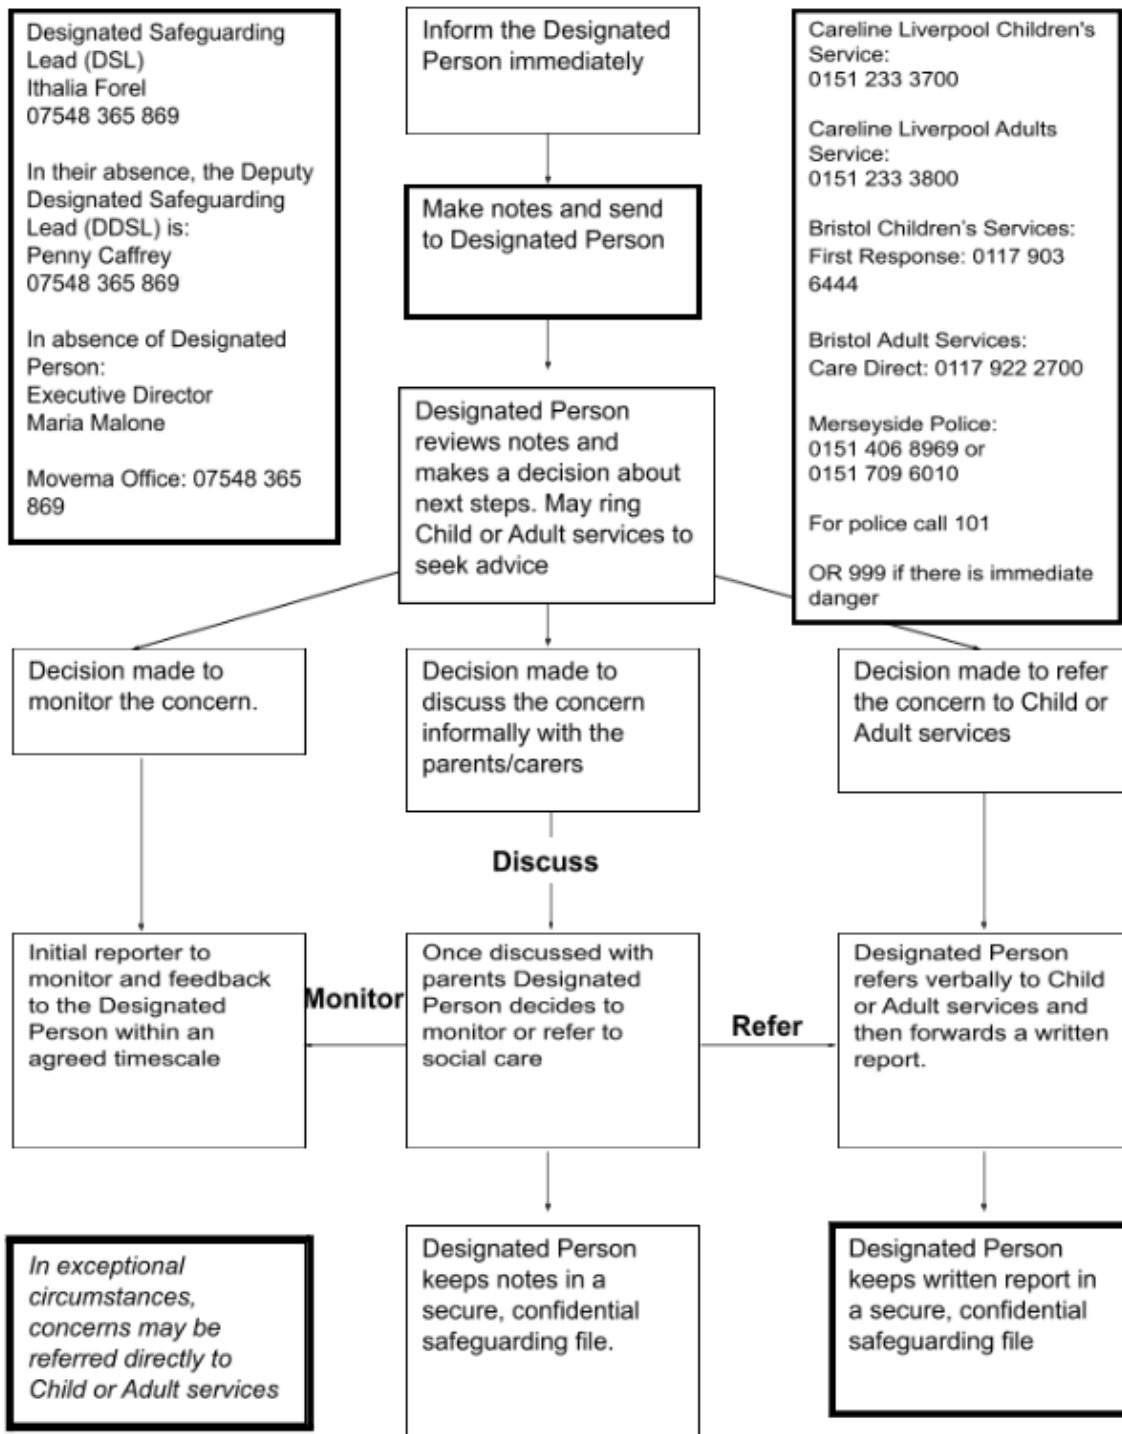 Designated Safeguarding
Lead (DSL)
Ithalia Forel
07548 365 869
In their absence, the Deputy
Designated Safeguarding
Lead (DDSL) is:
Penny Caffrey
07548 365 869
In absence of Designated
Person:
Executive Director
Maria Malone
Movema Office: 07548 365
869
Inform the Designated
Person immediately
Make notes and send
to Designated Person
Careline Liverpool Children's
Service:
0151 233 3700
Careline Liverpool Adults
Service:
0151 233 3800
Bristol Children’s Services:
First Response: 0117 903
6444
Bristol Adult Services:
Care Direct: 0117 922 2700
Merseyside Police:
0151 406 8969 or
0151 709 6010
For police call 101
OR 999 if there is immediate
danger
Designated Person
reviews notes and
makes a decision about
next steps. May ring
Child or Adult services to
seek advice
Decision made to
monitor the concern.
Decision made to
discuss the concern
informally with the
parents/carers
Decision made to refer
the concern to Child or
Adult services
Discuss
Initial reporter to
monitor and feedback
to the Designated
Person within an
agreed timescale
Monitor
Once discussed with
parents Designated
Person decides to
monitor or refer to
social care
Refer
Designated Person
refers verbally to Child
or Adult services and
then forwards a written
report.
In exceptional
circumstances,
concerns may be
referred directly to
Child or Adult services
Designated Person
keeps notes in a
secure, confidential
safeguarding file.
Designated Person
keeps written report in
a secure, confidential
safeguarding file